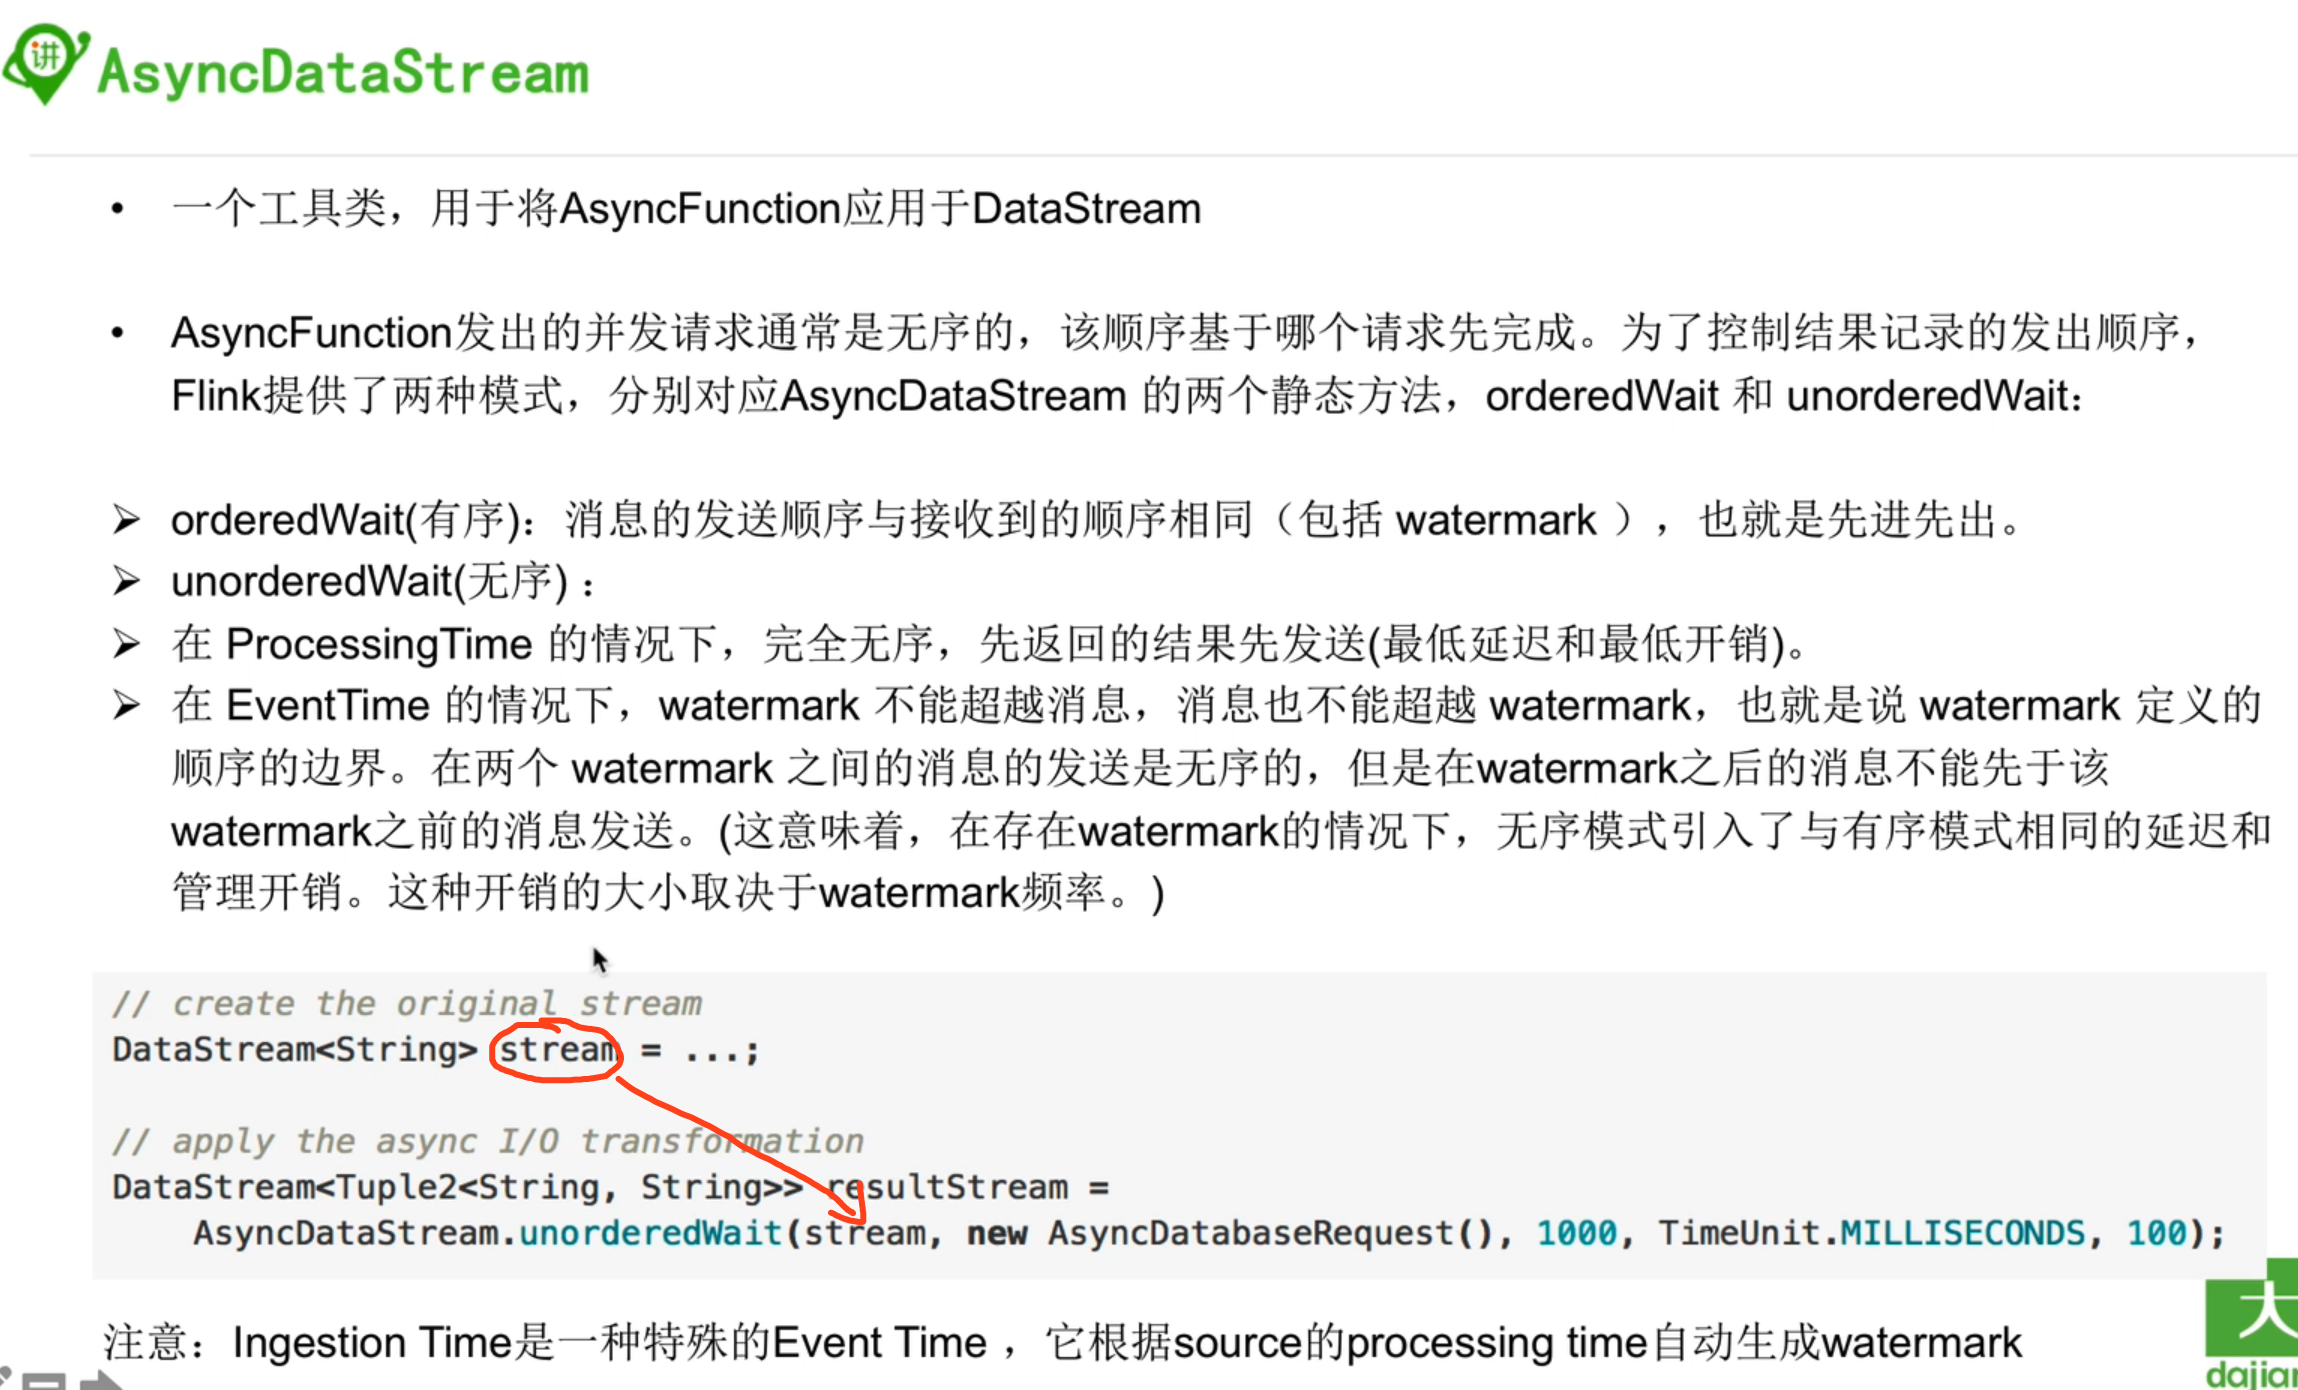 讲 AsyncDataStream
• 一个工具类，用于将AsyncFunction应用于DataStream
• AsyncFunction发出的并发请求通常是无序的，该顺序基于哪个请求先完成。为了控制结果记录的发出顺序，
Flink提供了两种模式，分别对应AsyncDataStream 的两个静态方法，orderedWait 和 unorderedWait：
➢ orderedWait(有序)：消息的发送顺序与接收到的顺序相同（包括 watermark ），也就是先进先出。
➢ unorderedWait(无序)：
➢ 在 ProcessingTime 的情况下，完全无序，先返回的结果先发送(最低延迟和最低开销)。
➢ 在 EventTime 的情况下，watermark 不能超越消息，消息也不能超越 watermark，也就是说 watermark 定义的
顺序的边界。在两个 watermark 之间的消息的发送是无序的，但是在watermark之后的消息不能先于该
watermark之前的消息发送。(这意味着，在存在watermark的情况下，无序模式引入了与有序模式相同的延迟和
管理开销。这种开销的大小取决于watermark频率。)
// create the original stream
DataStream<String> stream = ...;
// apply the async I/O transformation
DataStream<Tuple2<String, String>> resultStream =
AsyncDataStream.unorderedWait(stream, new AsyncDatabaseRequest(), 1000, TimeUnit.MILLISECONDS, 100);
注意：Ingestion Time是一种特殊的Event Time ，它根据source的processing time自动生成watermark
大